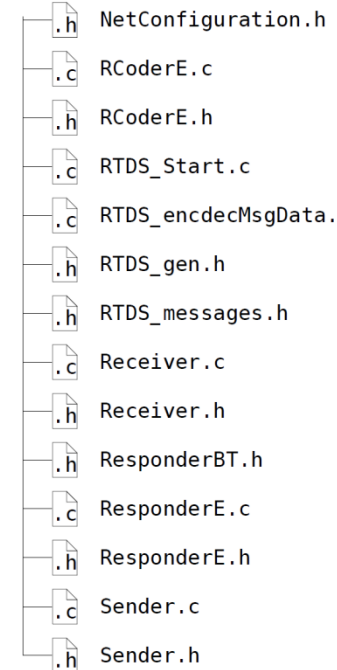 .h NetConfiguration.h
.c RCoderE.c
.h RCoderE.h
.c RTDS_Start.c
.c RTDS_encdecMsgData.
.h RTDS_gen.h
.h RTDS_messages.h
.c Receiver.c
.h Receiver.h
.h ResponderBT.h
.c ResponderE.c
.h ResponderE.h
.c Sender.c
.h Sender.h